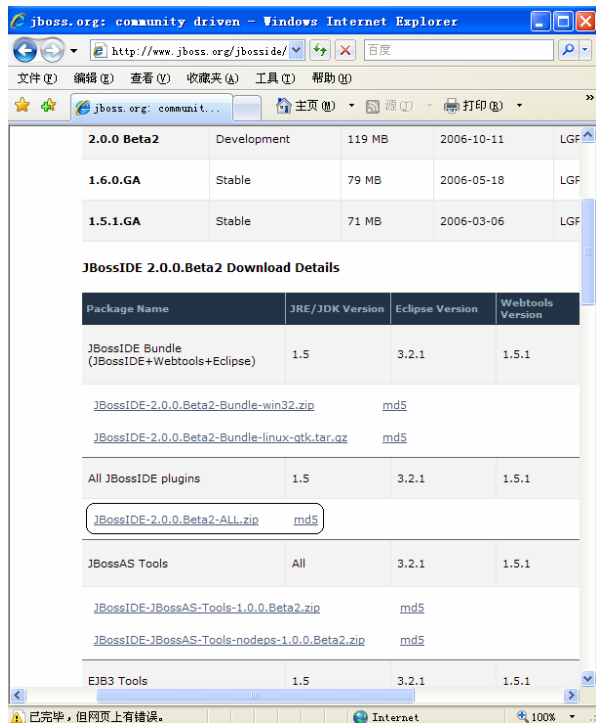 jboss.org: community driven - Windows Internet Explorer
http://www.jboss.org/jbosside/ 百度
文件(F) 编辑(E) 查看(V) 收藏夹(A) 工具(T) 帮助(H)
jboss.org: communit... 主页(M) 源(J) 打印(R) »
2.0.0 Beta2 Development 119 MB 2006-10-11
1.6.0.GA Stable 79 MB 2006-05-18
1.5.1.GA Stable 71 MB 2006-03-06
JBossIDE 2.0.0.Beta2 Download Details
Package Name JRE/JDK Version Eclipse Version Webtools
Version
JBossIDE Bundle
(JBossIDE+Webtools+Eclipse) 1.5 3.2.1 1.5.1
JBossIDE-2.0.0.Beta2-Bundle-win32.zip md5
JBossIDE-2.0.0.Beta2-Bundle-linux-gtk.tar.gz md5
All JBossIDE plugins 1.5 3.2.1 1.5.1
JBossIDE-2.0.0.Beta2-ALL.zip md5
JBossAS Tools All 3.2.1 1.5.1
JBossIDE-JBossAS-Tools-1.0.0.Beta2.zip md5
JBossIDE-JBossAS-Tools-nodeps-1.0.0.Beta2.zip md5
EJB3 Tools 1.5 3.2.1 1.5.1
已完毕，但网页上有错误。 Internet 100%